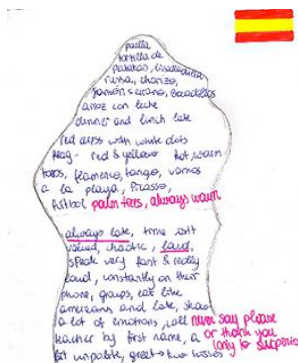 paella
tortilla de
patatas,
chorizo,
jamón serrano, bocadillos
arroz con leche
dinner and lunch late
red dress with white dots
flag - red & yellow hot, warm
toros, flamenco, tango, vamos
a la playa, Picasso,
fútbol palm trees, always warm
always late, time isn't
valued, chaotic, loud,
speak very fast & really
loud, constantly on their
phone, groups, eat like
americans and late, show
a lot of emotions, call never say please
teacher by first name, a or thank you
bit unpolite, greet → two kisses (only to superior